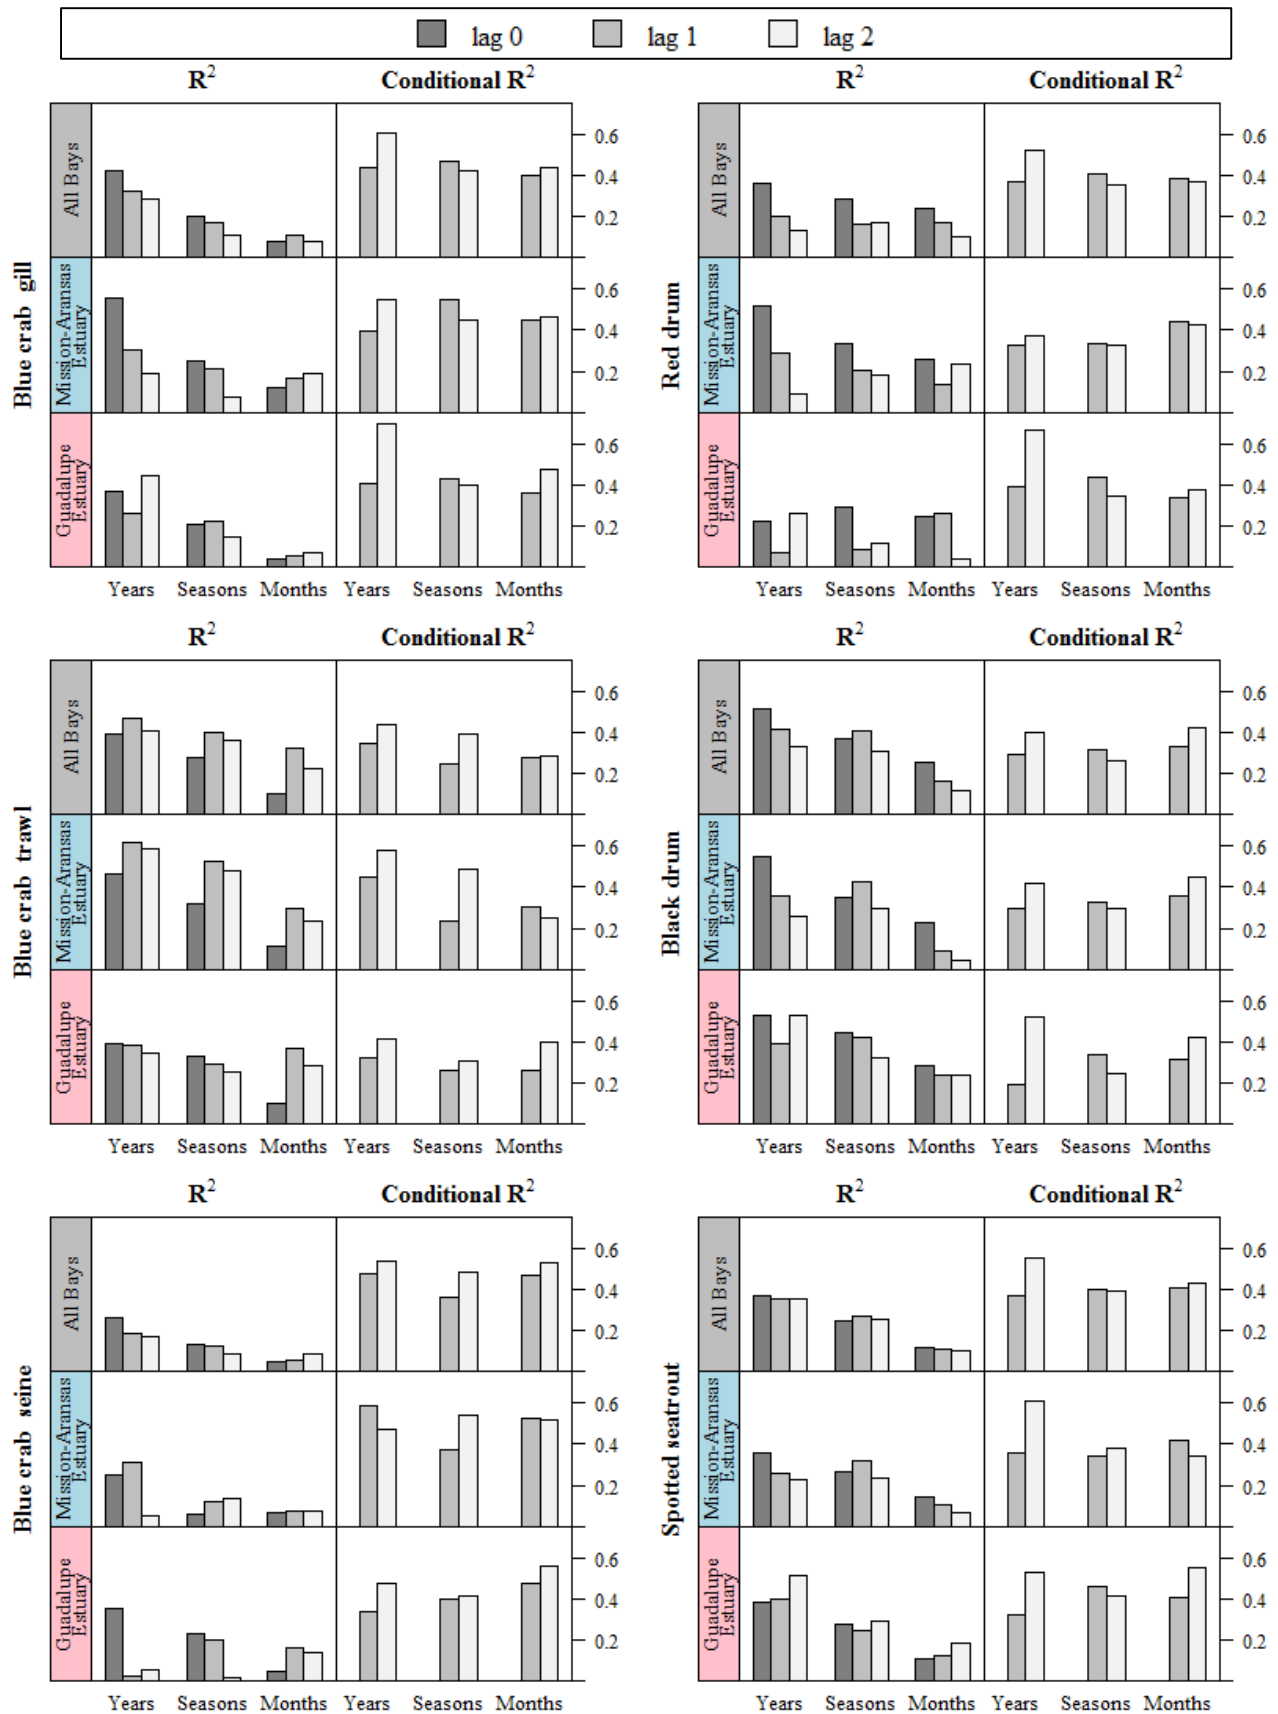 lag 0 lag 1 lag 2
R² Conditional R²
Blue crab gill
All Bays
0.6
0.4
0.2
Mission-Aransas
Estuary
0.6
0.4
0.2
Guadalupe
Estuary
0.6
0.4
0.2
Years Seasons Months Years Seasons Months
R² Conditional R²
Red drum
All Bays
0.6
0.4
0.2
Mission-Aransas
Estuary
0.6
0.4
0.2
Guadalupe
Estuary
0.6
0.4
0.2
Years Seasons Months Years Seasons Months
R² Conditional R²
Blue crab trawl
All Bays
0.6
0.4
0.2
Mission-Aransas
Estuary
0.6
0.4
0.2
Guadalupe
Estuary
0.6
0.4
0.2
Years Seasons Months Years Seasons Months
R² Conditional R²
Black drum
All Bays
0.6
0.4
0.2
Mission-Aransas
Estuary
0.6
0.4
0.2
Guadalupe
Estuary
0.6
0.4
0.2
Years Seasons Months Years Seasons Months
R² Conditional R²
Blue crab seine
All Bays
0.6
0.4
0.2
Mission-Aransas
Estuary
0.6
0.4
0.2
Guadalupe
Estuary
0.6
0.4
0.2
Years Seasons Months Years Seasons Months
R² Conditional R²
Spotted seatrout
All Bays
0.6
0.4
0.2
Mission-Aransas
Estuary
0.6
0.4
0.2
Guadalupe
Estuary
0.6
0.4
0.2
Years Seasons Months Years Seasons Months